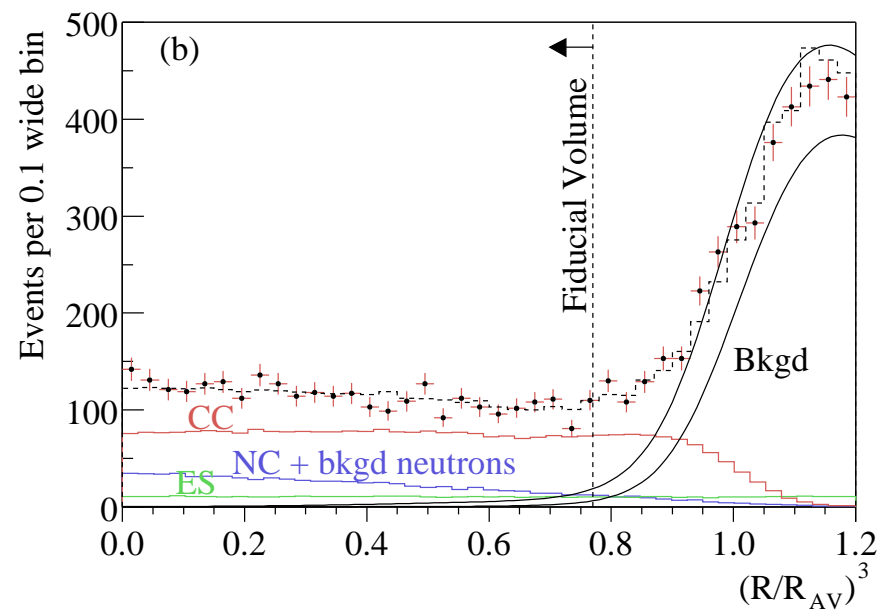 (b)
Events per 0.1 wide bin
500
400
300
200
100
0
Fiducial Volume
Bkgd
CC
NC + bkgd neutrons
ES
0.0 0.2 0.4 0.6 0.8 1.0 1.2
(R/R_AV)^3